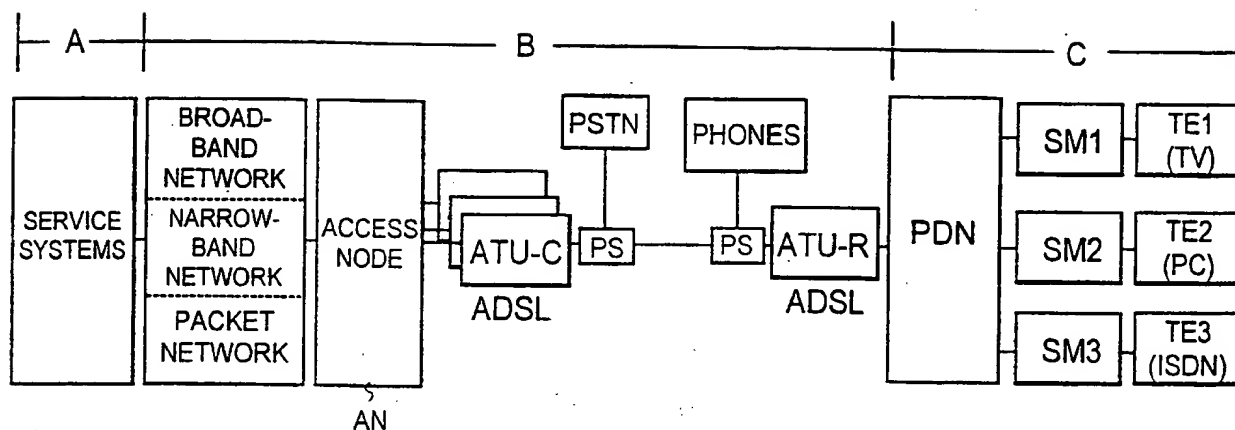 A
B
C
SERVICE
SYSTEMS
BROAD-
BAND
NETWORK
NARROW-
BAND
NETWORK
PACKET
NETWORK
ACCESS
NODE
AN
ATU-C
ADSL
PS
PSTN
PHONES
PS
ATU-R
ADSL
PDN
SM1
TE1
(TV)
SM2
TE2
(PC)
SM3
TE3
(ISDN)